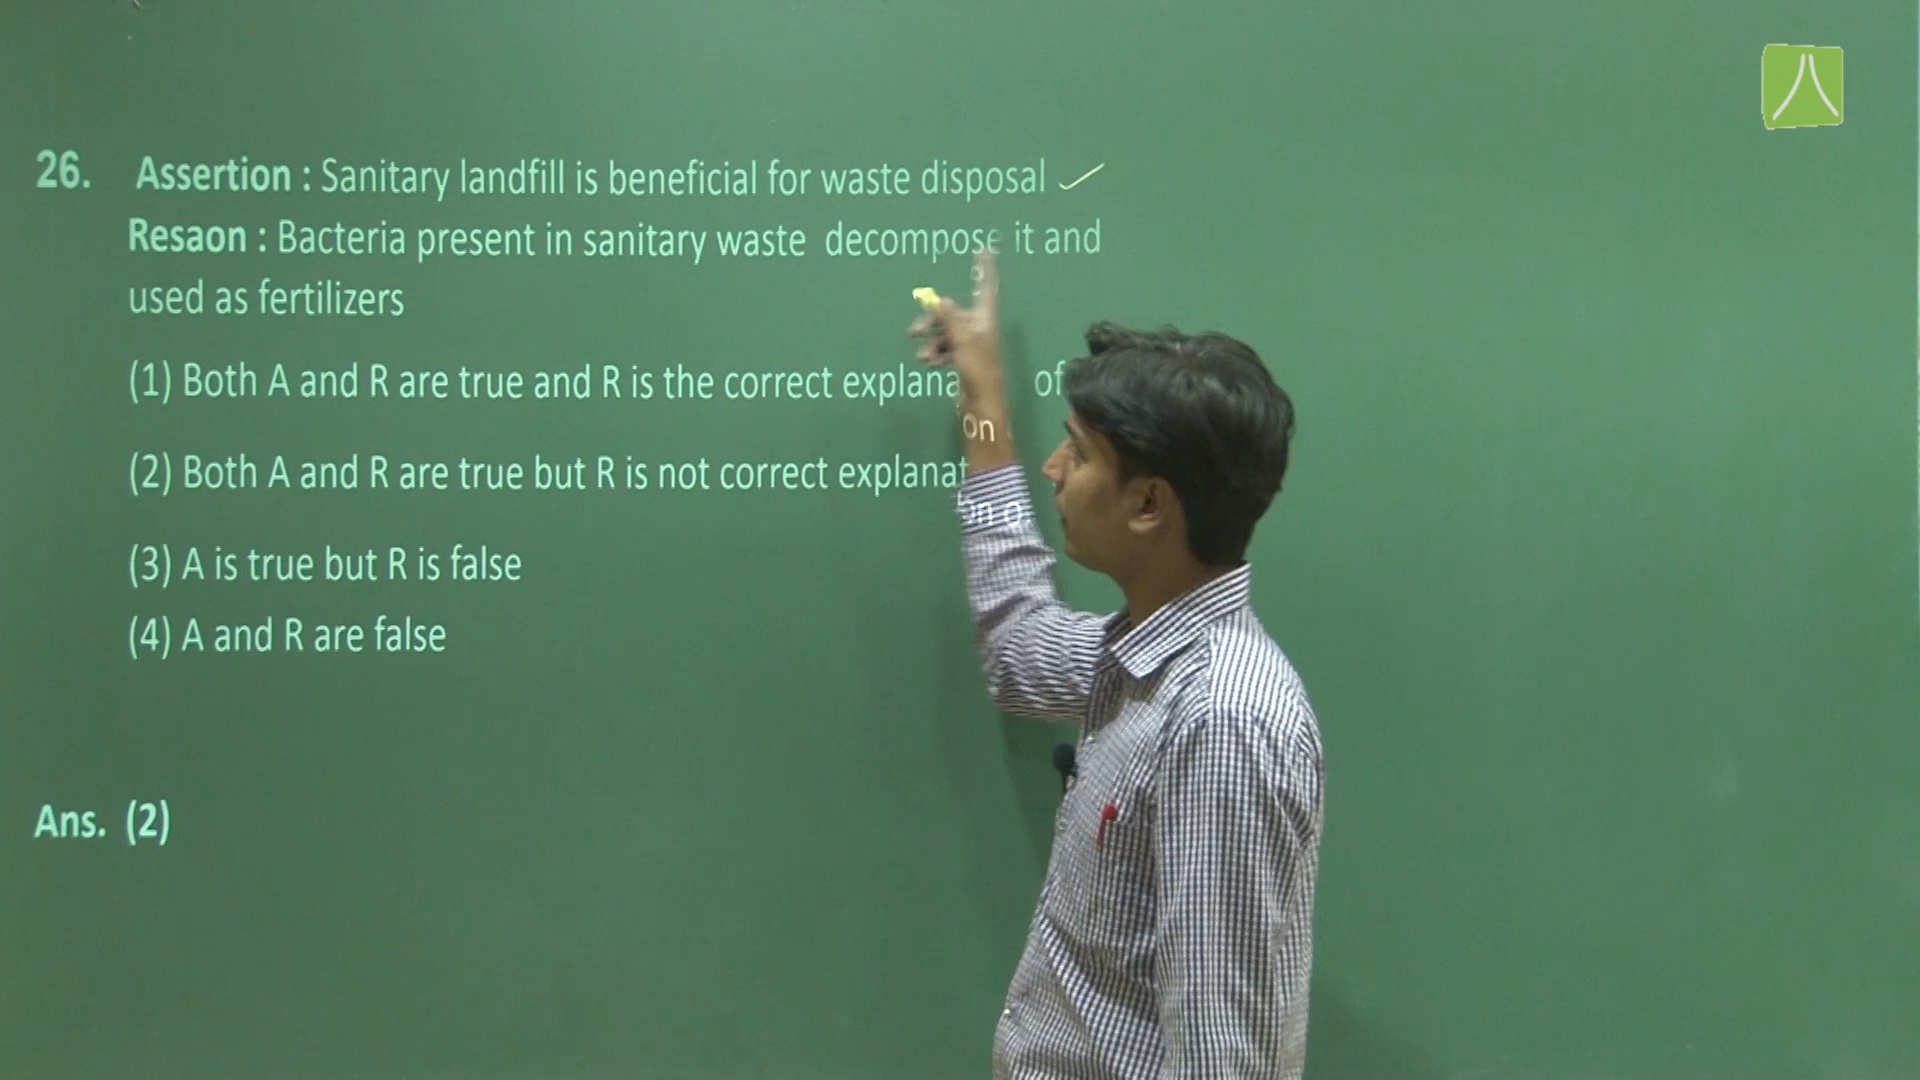 26. Assertion : Sanitary landfill is beneficial for waste disposal
Resaon : Bacteria present in sanitary waste decompose it and
used as fertilizers
(1) Both A and R are true and R is the correct explana on of
(2) Both A and R are true but R is not correct explanat on o
(3) A is true but R is false
(4) A and R are false
Ans. (2)